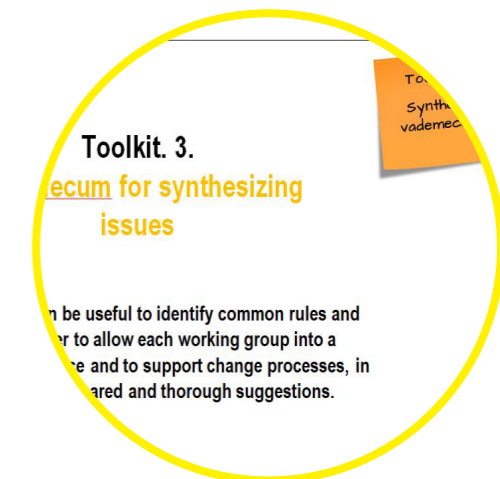 To
Synthe
vademec
Toolkit. 3.
ecum for synthesizing
issues
n be useful to identify common rules and
er to allow each working group into a
ce and to support change processes, in
ared and thorough suggestions.